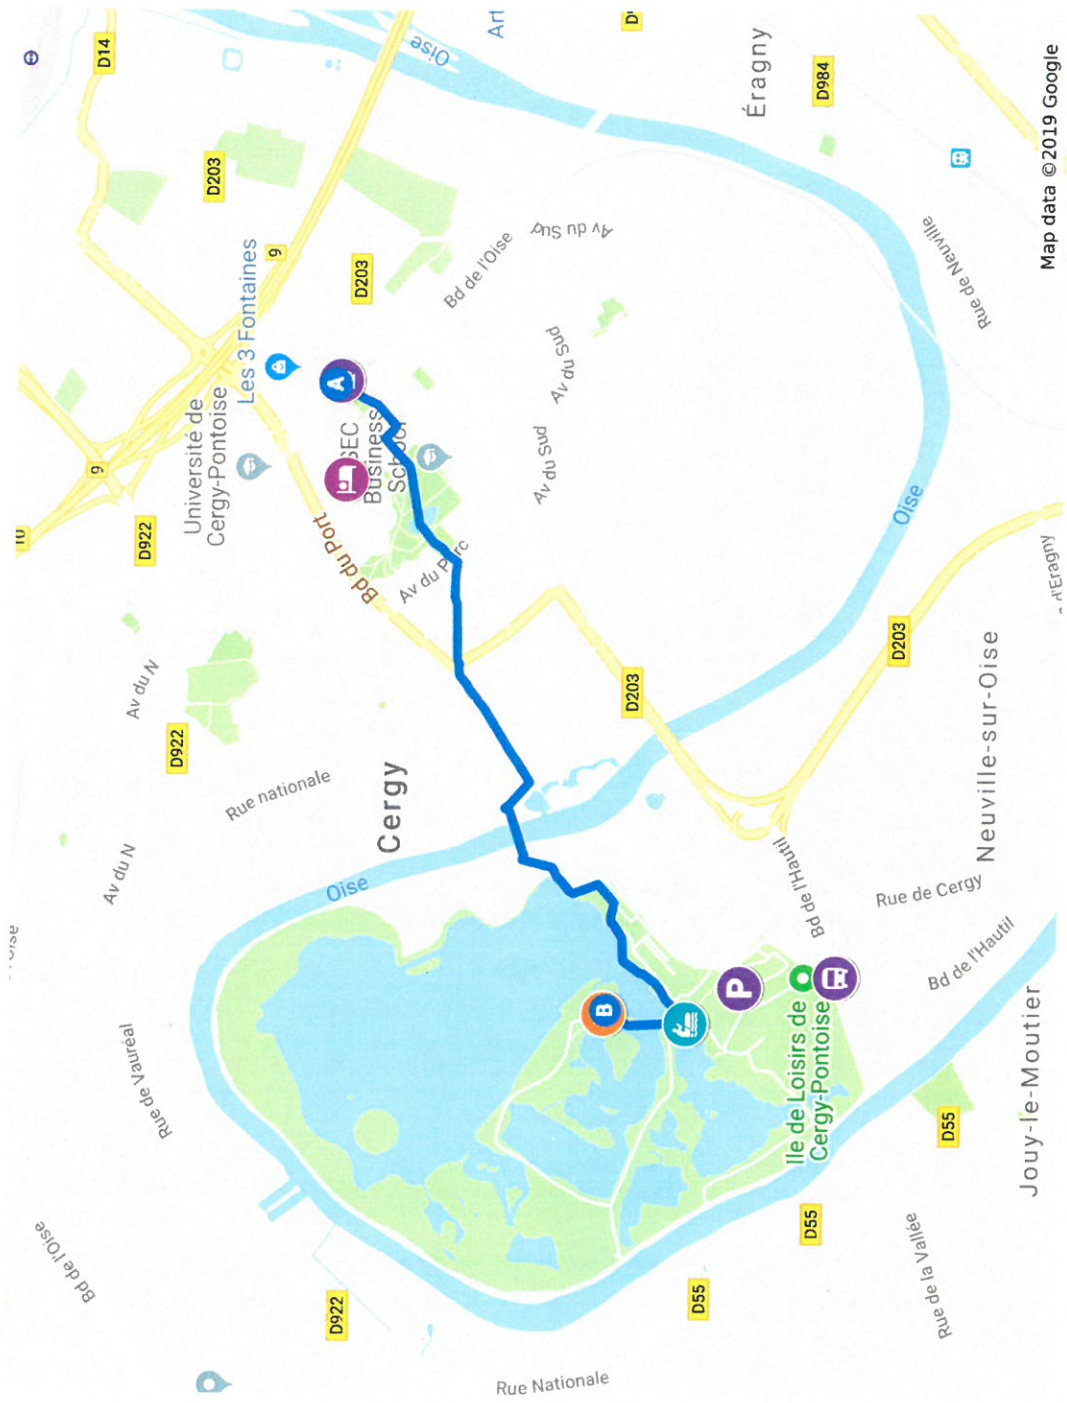 D14
D922
9
Bd de l'Oise
Av du N
Av du N
Rue de Vauréal
D922
Université de
Cergy-Pontoise
D203
Les 3 Fontaines
9
Rue nationale
D922
Oise
Bd du Port
A
SEC
Business
School
D203
Cergy
Av du Parc
Oise
Bd de l'Oise
Art
Rue Nationale
Av du Sud
Av du Sud
Av du Sud
B
D203
D55
P
Éragny
Ile de Loisirs de
Cergy-Pontoise
Bd de l'Hautil
D984
D55
D203
Oise
Rue de la Vallée
Rue de Cergy
D55
Bd de l'Hautil
Rue de Neuville
Neuville-sur-Oise
Jouy-le-Moutier
d'Eragny
Map data ©2019 Google